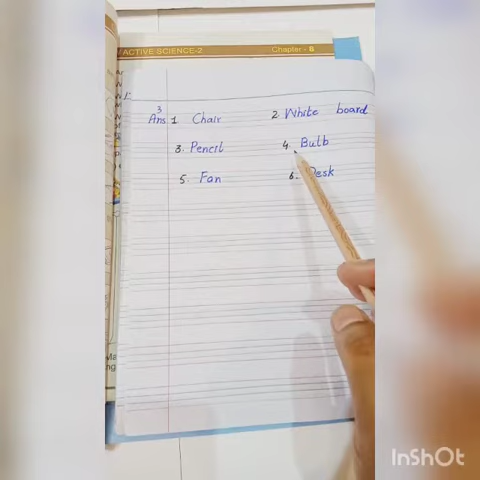 ACTIVE SCIENCE-2 Chapter - 8
3
Ans 1 Chair 2 White board
3. Pencil 4. Bulb
5. Fan 6. Desk
InShOt